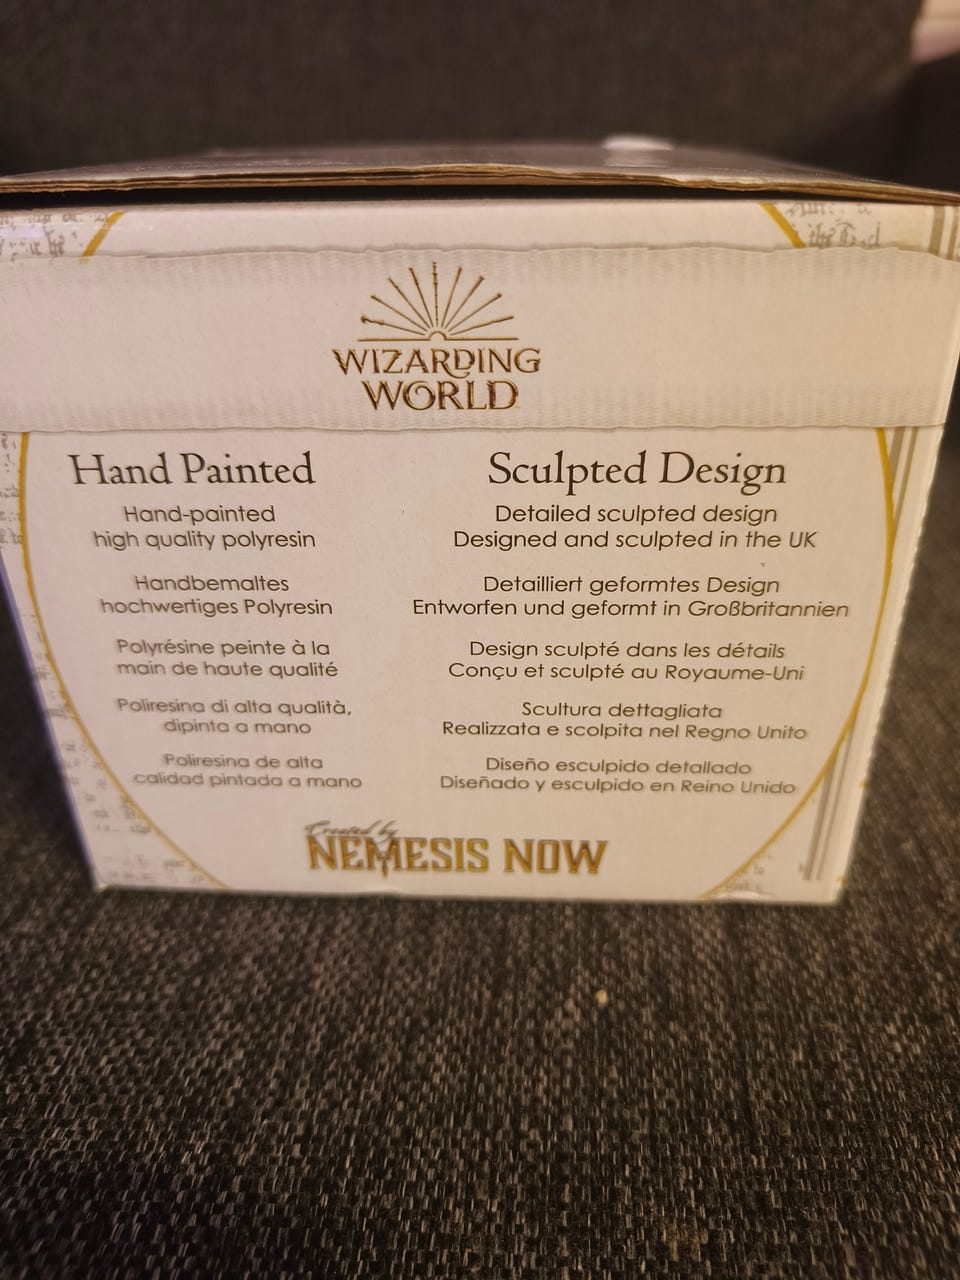 WIZARDING
WORLD
Hand Painted
Hand-painted
high quality polyresin
Handbemaltes
hochwertiges Polyresin
Polyrésine peinte à la
main de haute qualité
Poliresina di alta qualità,
dipinta a mano
Poliresina de alta
calidad pintada a mano
Sculpted Design
Detailed sculpted design
Designed and sculpted in the UK
Detailliert geformtes Design
Entworfen und geformt in Großbritannien
Design sculpté dans les détails
Conçu et sculpté au Royaume-Uni
Scultura dettagliata
Realizzata e scolpita nel Regno Unito
Diseño esculpido detallado
Diseñado y esculpido en Reino Unido
Created by
NEMESIS NOW